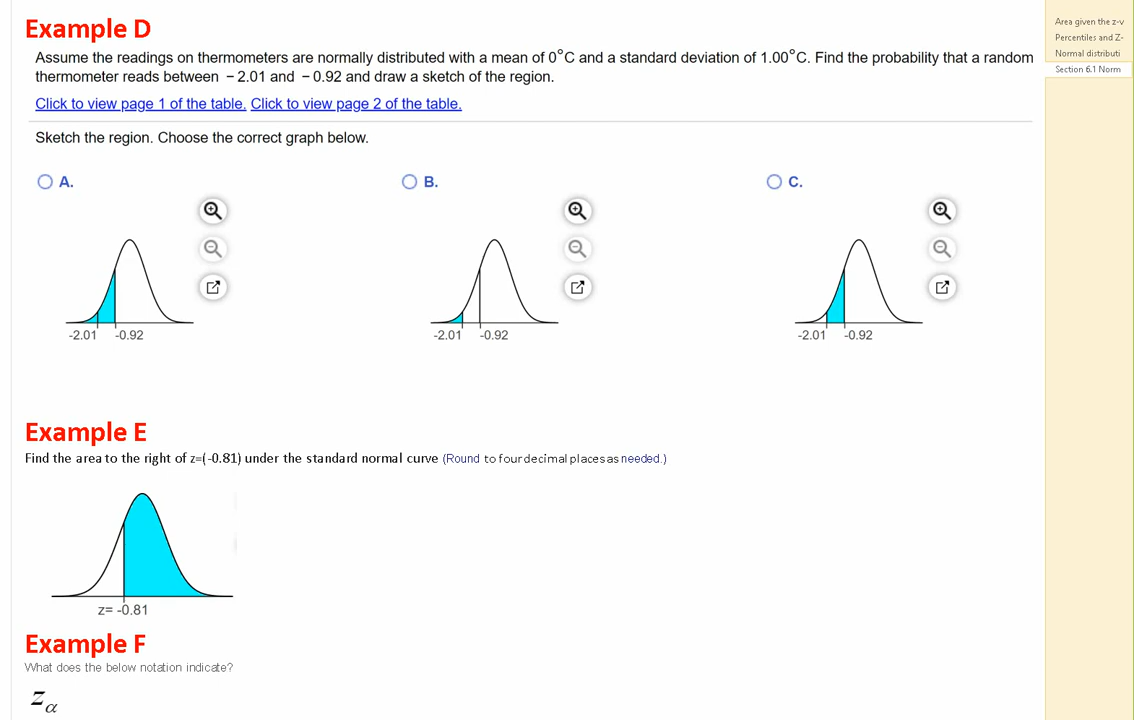 Example D
Assume the readings on thermometers are normally distributed with a mean of 0°C and a standard deviation of 1.00°C. Find the probability that a random
thermometer reads between −2.01 and −0.92 and draw a sketch of the region.
Click to view page 1 of the table. Click to view page 2 of the table.
Sketch the region. Choose the correct graph below.
A.
B.
C.
-2.01 -0.92
-2.01 -0.92
-2.01 -0.92
Example E
Find the area to the right of z=(-0.81) under the standard normal curve (Round to four decimal places as needed.)
z= -0.81
Example F
What does the below notation indicate?
zα
Area given the z-v
Percentiles and Z-
Normal distributi
Section 6.1 Norm